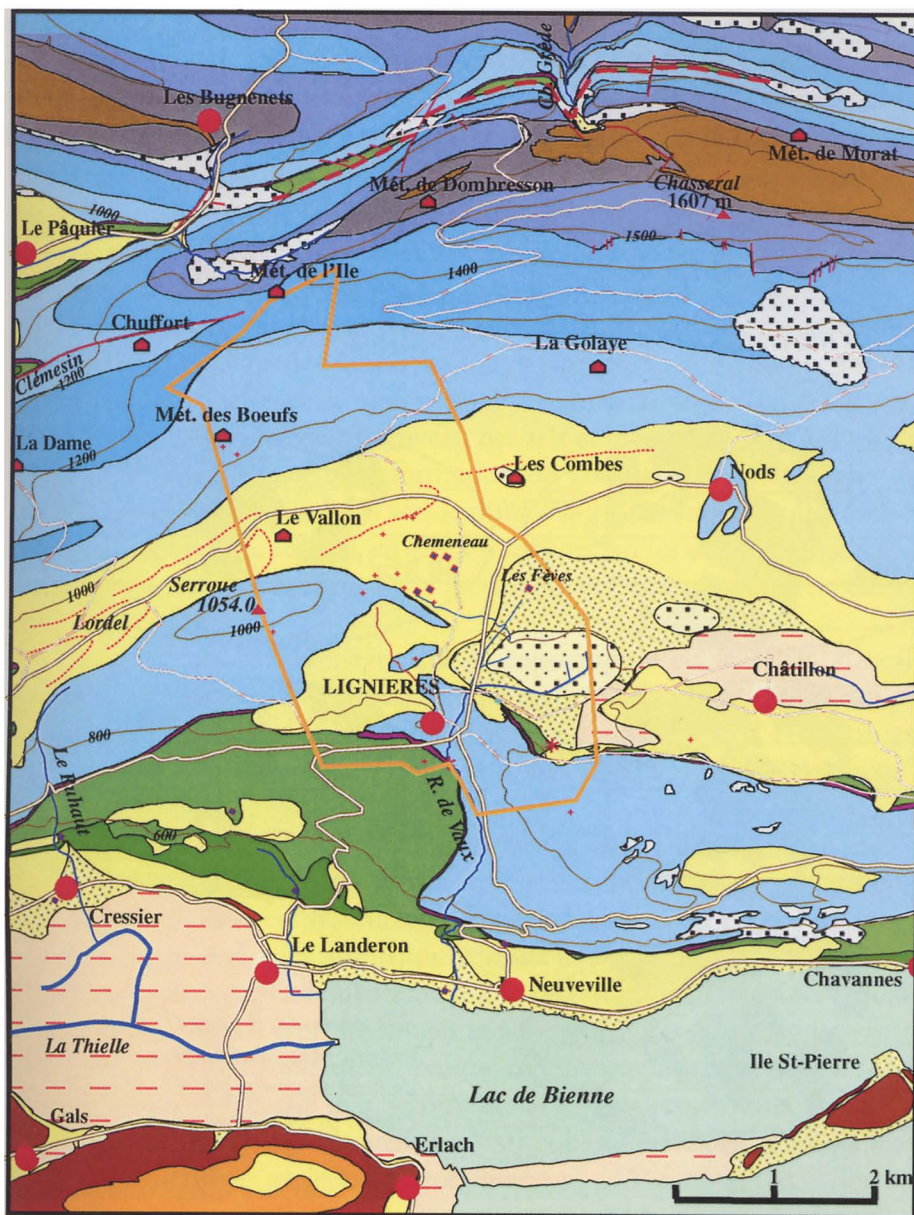 Ch. Grède
Les Bugnenets
Mét. de Morat
Mét. de Dombresson
Chasseral
1607 m
1000
Le Pâquier
1500
1400
Mét. de l'Ile
Chuffort
La Golaye
Clémesin
1200
Mét. des Boeufs
La Dame
1200
Les Combes
Nods
Le Vallon
Chemeneau
Les Fèves
1000
Serroue
1054.0
1000
Lordel
Châtillon
LIGNIERES
800
Le Ruhaut
R. de Vaux
600
Cressier
Le Landeron
Neuveville
Chavannes
La Thielle
Ile St-Pierre
Lac de Bienne
Gals
Erlach
1
2 km